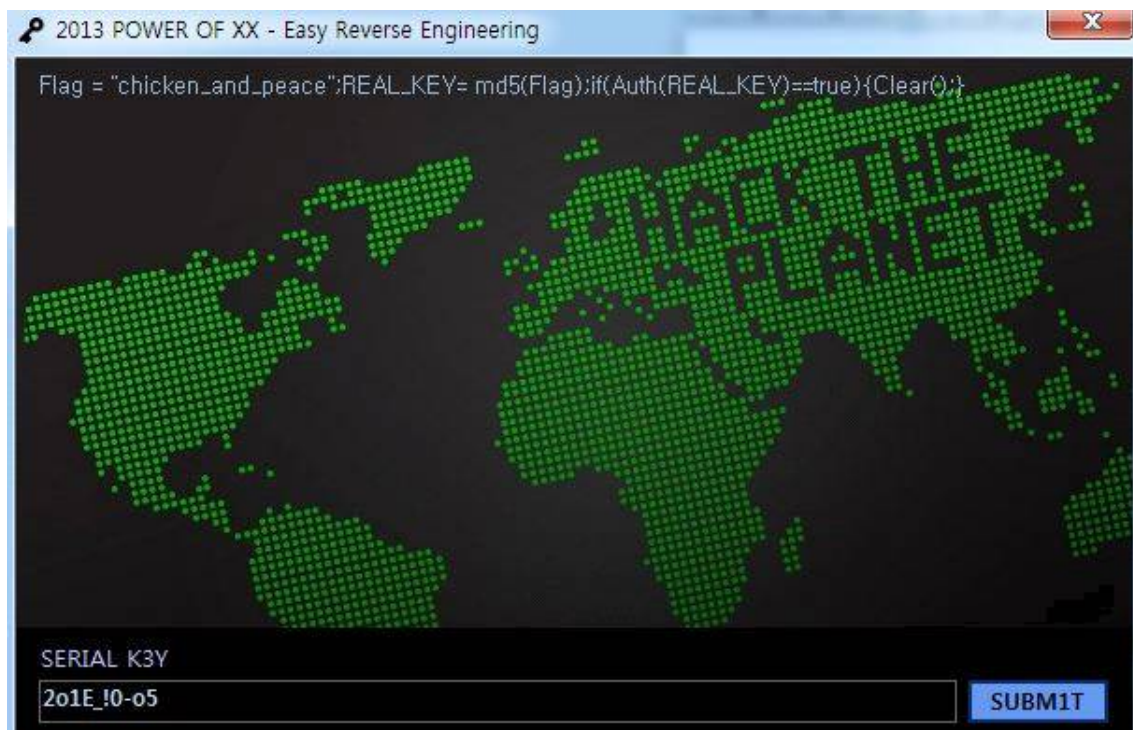 2013 POWER OF XX - Easy Reverse Engineering
Flag = "chicken_and_peace";REAL_KEY= md5(Flag);if(Auth(REAL_KEY)==true){Clear();}
HACK THE
PLANET
SERIAL K3Y
2o1E_!0-o5
SUBM1T